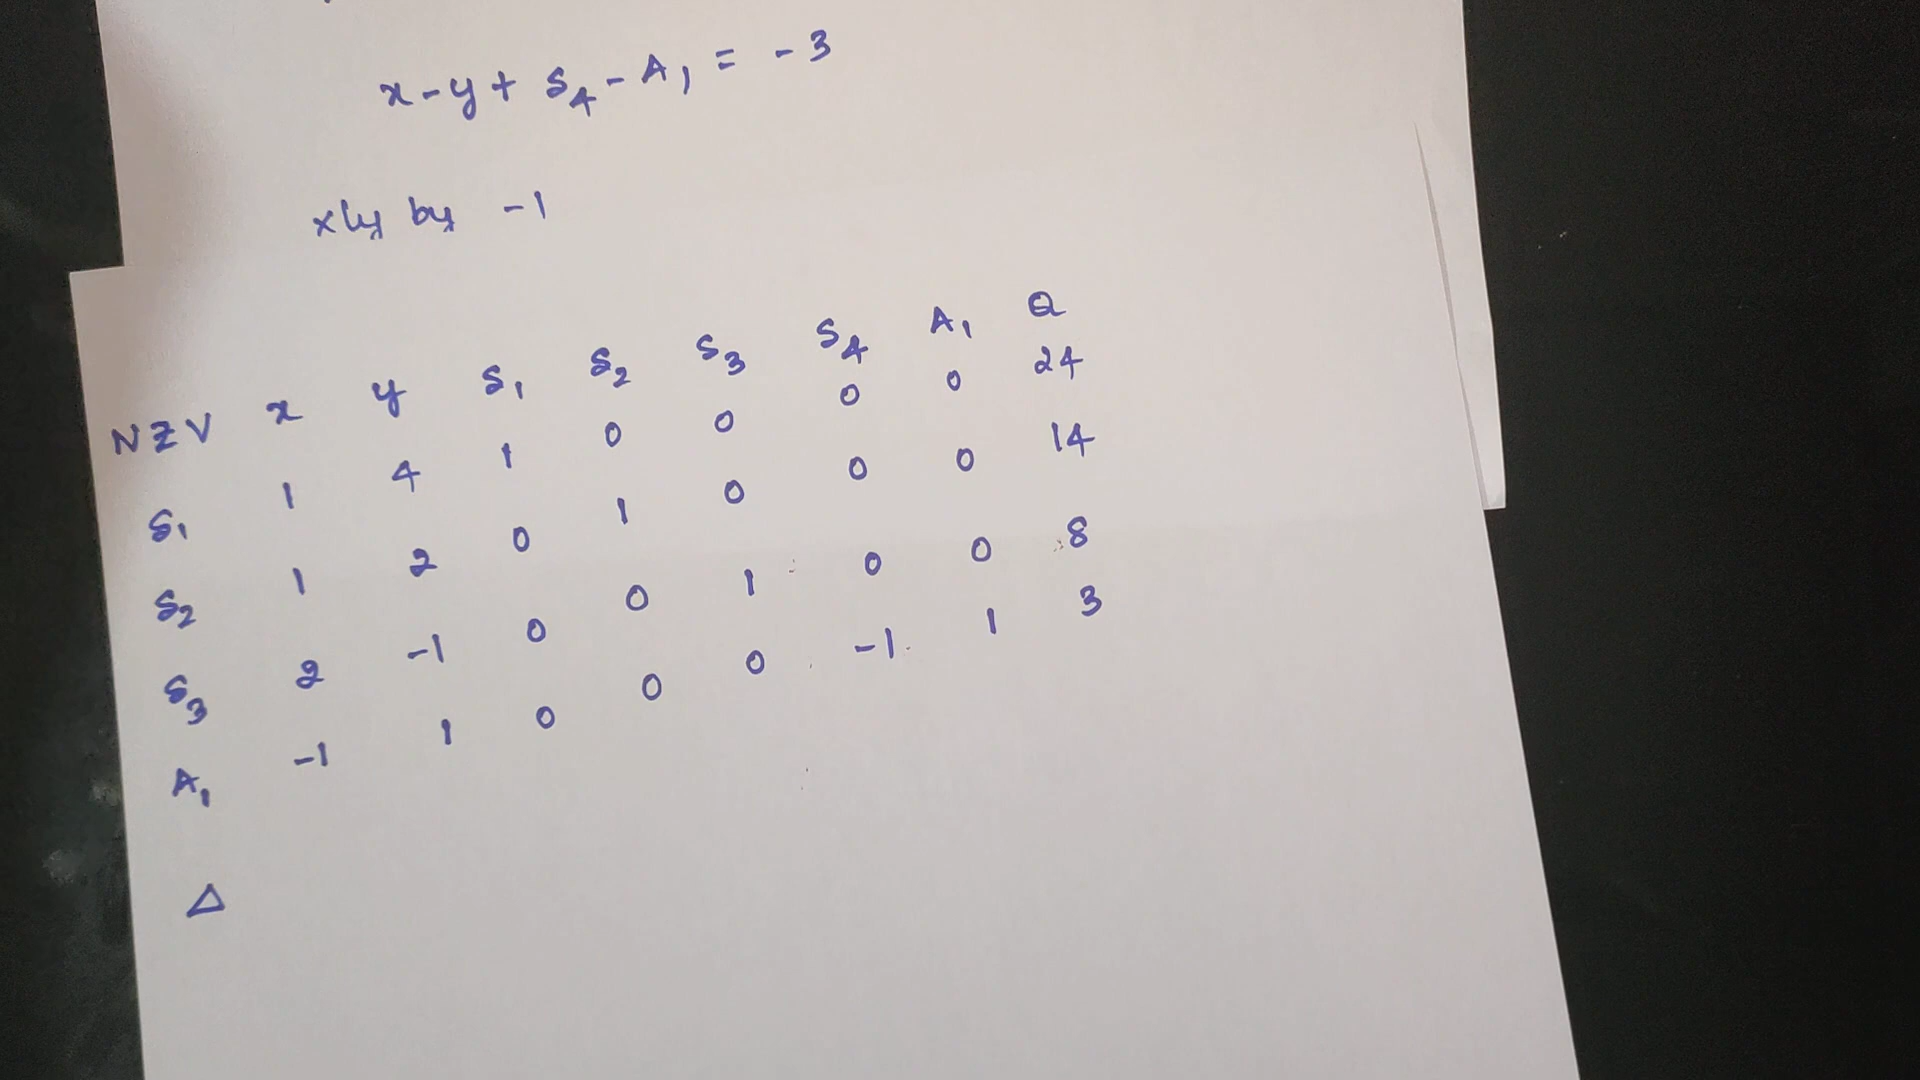 x - y + S4 - A1 = - 3
xly by - 1
NZV x y S1 S2 S3 S4 A1 Q
S1 1 4 1 0 0 0 0 24
S2 1 2 0 1 0 0 0 14
S3 2 -1 0 0 1 0 0 8
A1 -1 1 0 0 0 -1 1 3
Δ